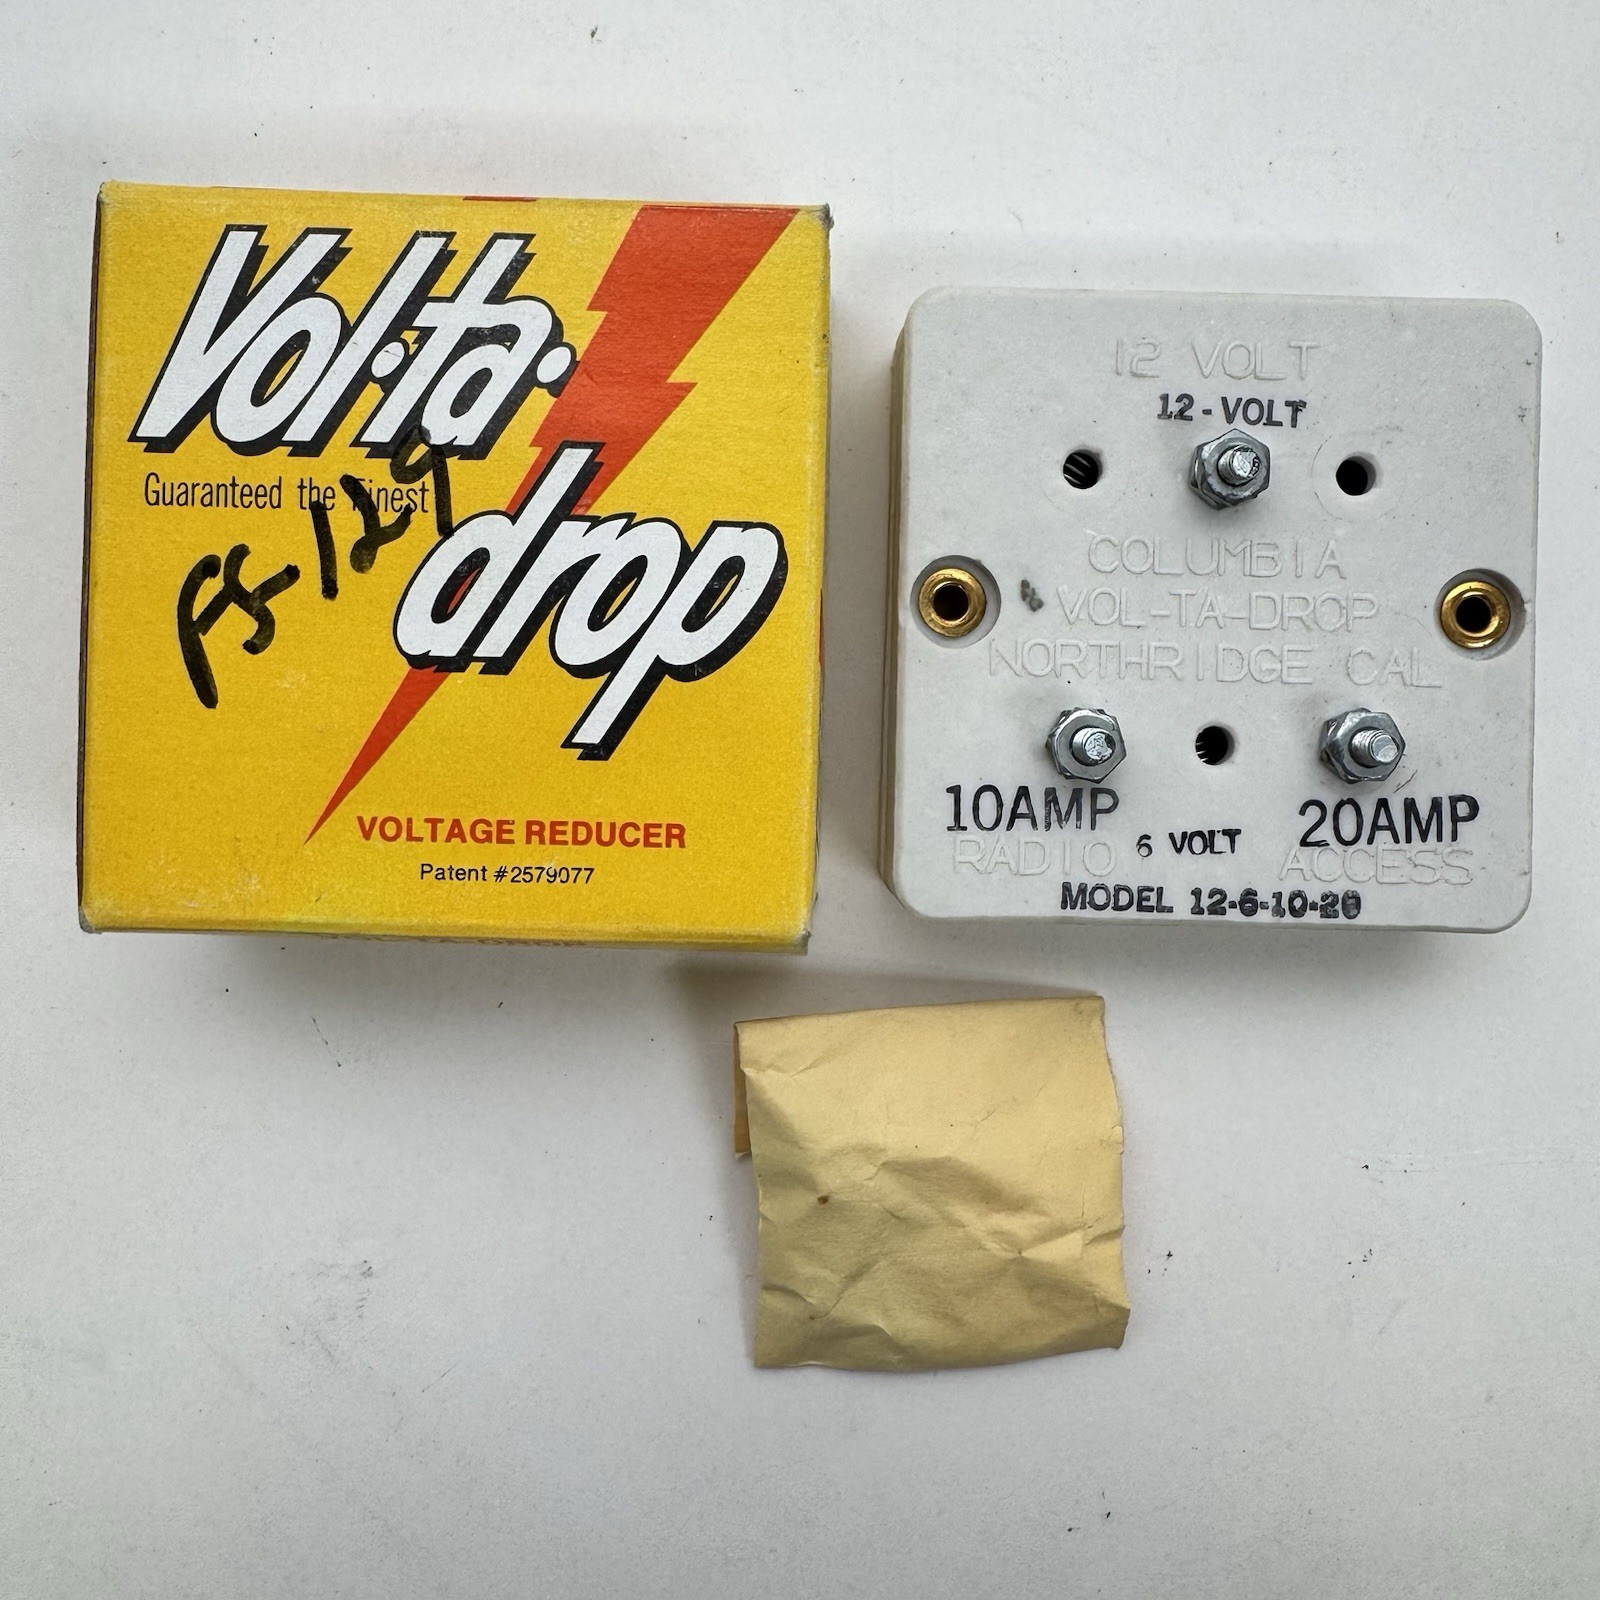 Vol·ta·
drop
Guaranteed the Finest
FS-129
VOLTAGE REDUCER
Patent #2579077
12 VOLT
12-VOLT
COLUMBIA
VOL-TA-DROP
NORTHRIDGE CAL
10AMP
20AMP
RADIO
6 VOLT
ACCESS
MODEL 12-6-10-20